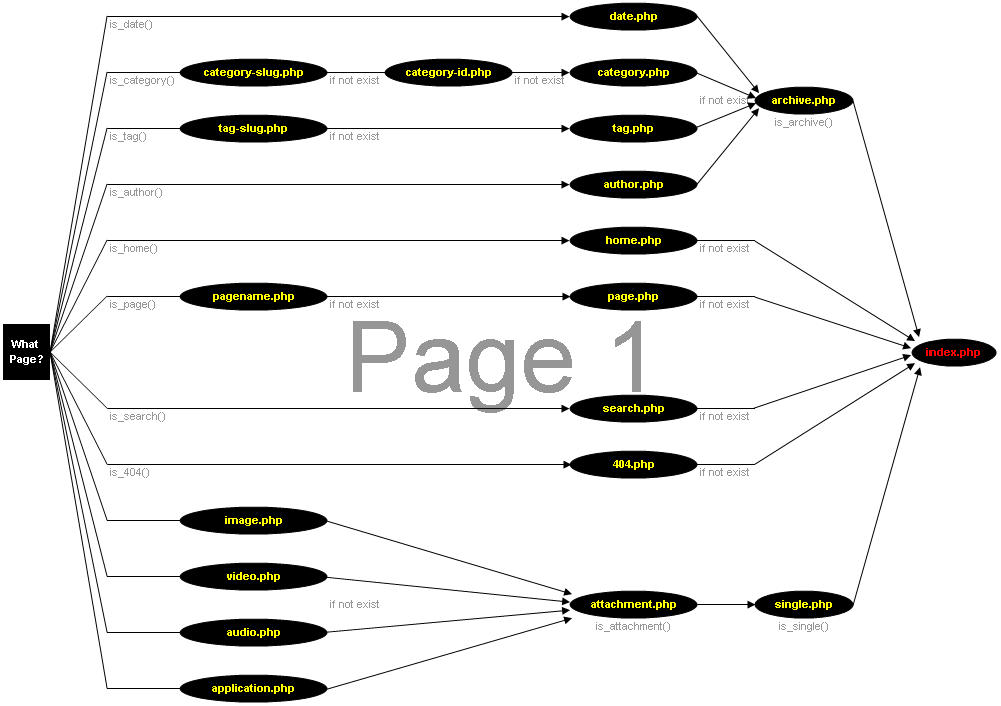 date.php
is_date()
category-slug.php
category-id.php
category.php
is_category()
if not exist
if not exist
if not exist
archive.php
is_archive()
tag-slug.php
tag.php
is_tag()
if not exist
author.php
is_author()
home.php
is_home()
if not exist
pagename.php
page.php
is_page()
if not exist
if not exist
What
Page?
Page 1
index.php
search.php
is_search()
if not exist
404.php
is_404()
if not exist
image.php
video.php
if not exist
attachment.php
single.php
is_attachment()
is_single()
audio.php
application.php